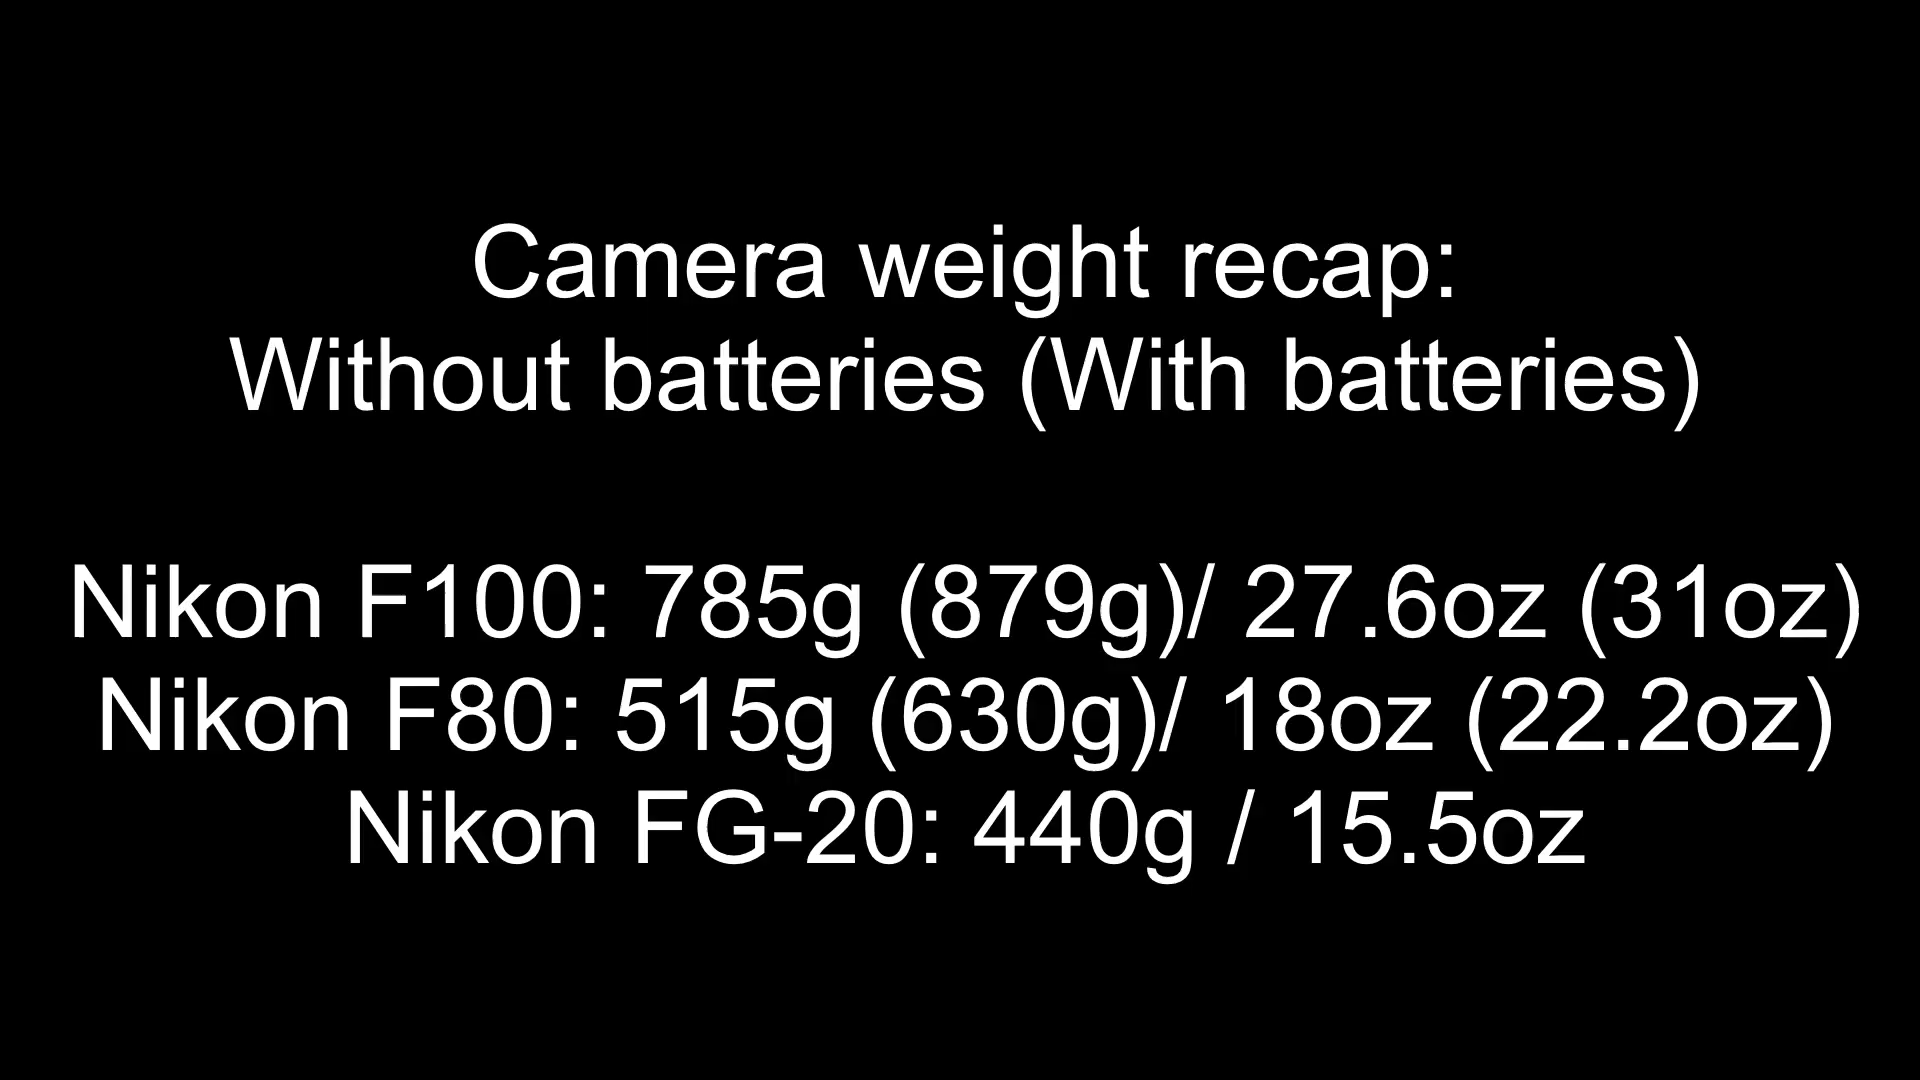 Camera weight recap:
Without batteries (With batteries)
Nikon F100: 785g (879g)/ 27.6oz (31oz)
Nikon F80: 515g (630g)/ 18oz (22.2oz)
Nikon FG-20: 440g / 15.5oz